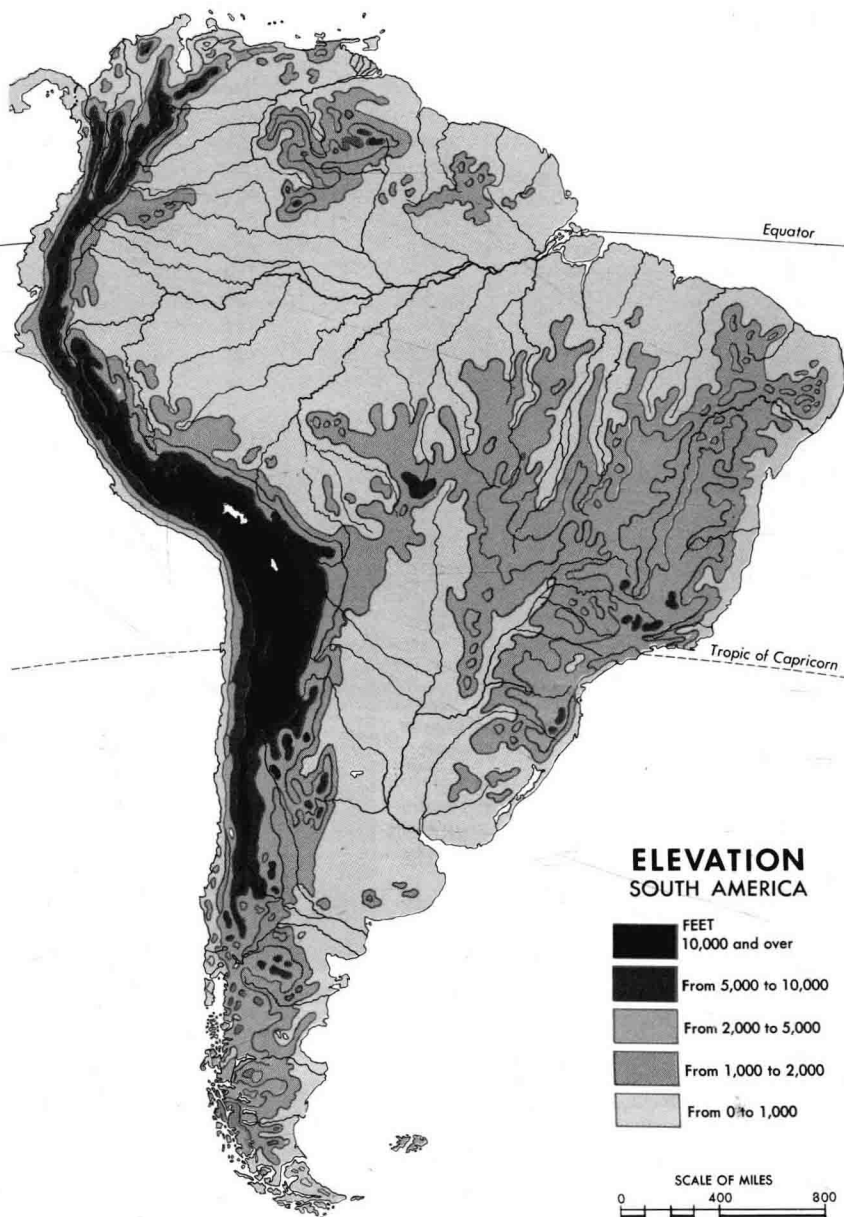 Equator
Tropic of Capricorn
ELEVATION
SOUTH AMERICA
FEET
10,000 and over
From 5,000 to 10,000
From 2,000 to 5,000
From 1,000 to 2,000
From 0 to 1,000
SCALE OF MILES
0 400 800